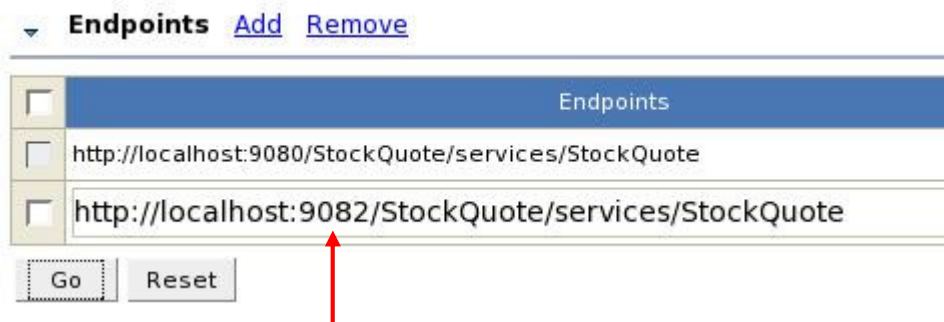 Endpoints Add Remove
Endpoints
http://localhost:9080/StockQuote/services/StockQuote
http://localhost:9082/StockQuote/services/StockQuote
Go Reset